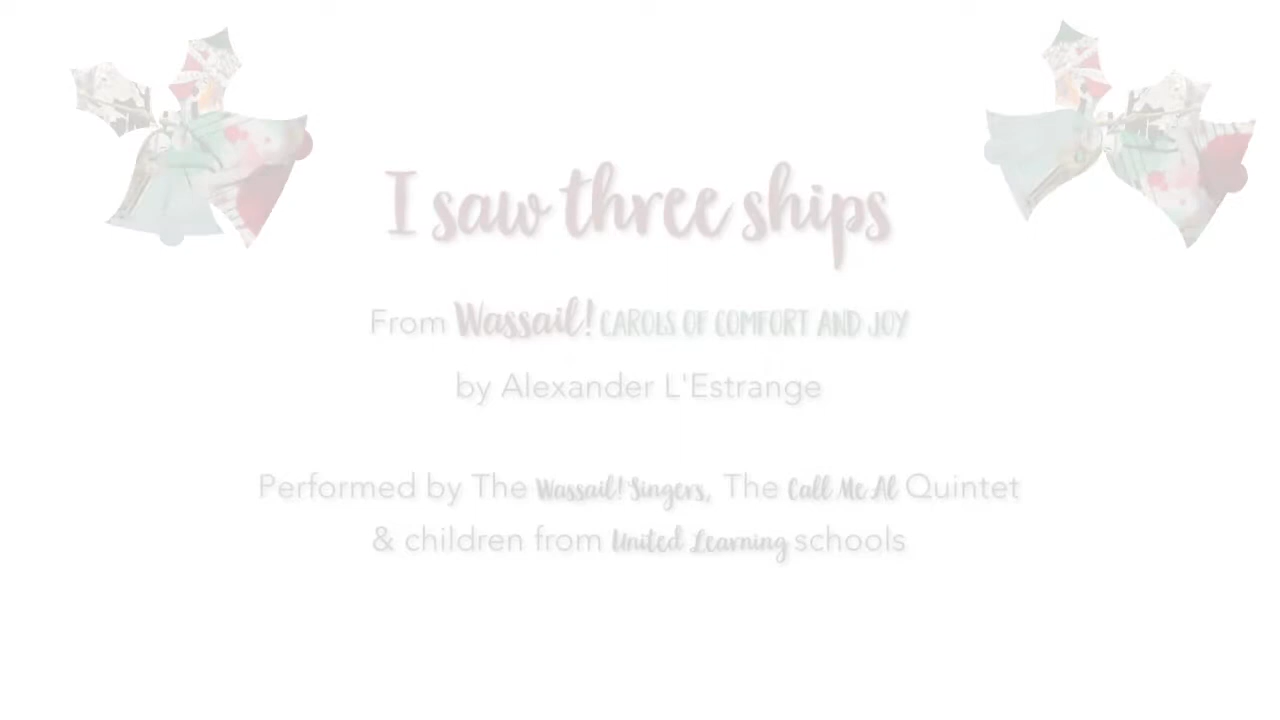 I saw three ships
From Wassail! CAROLS OF COMFORT AND JOY
by Alexander L'Estrange
Performed by The Wassail! Singers, The Call Me Al Quintet
& children from United Learning schools